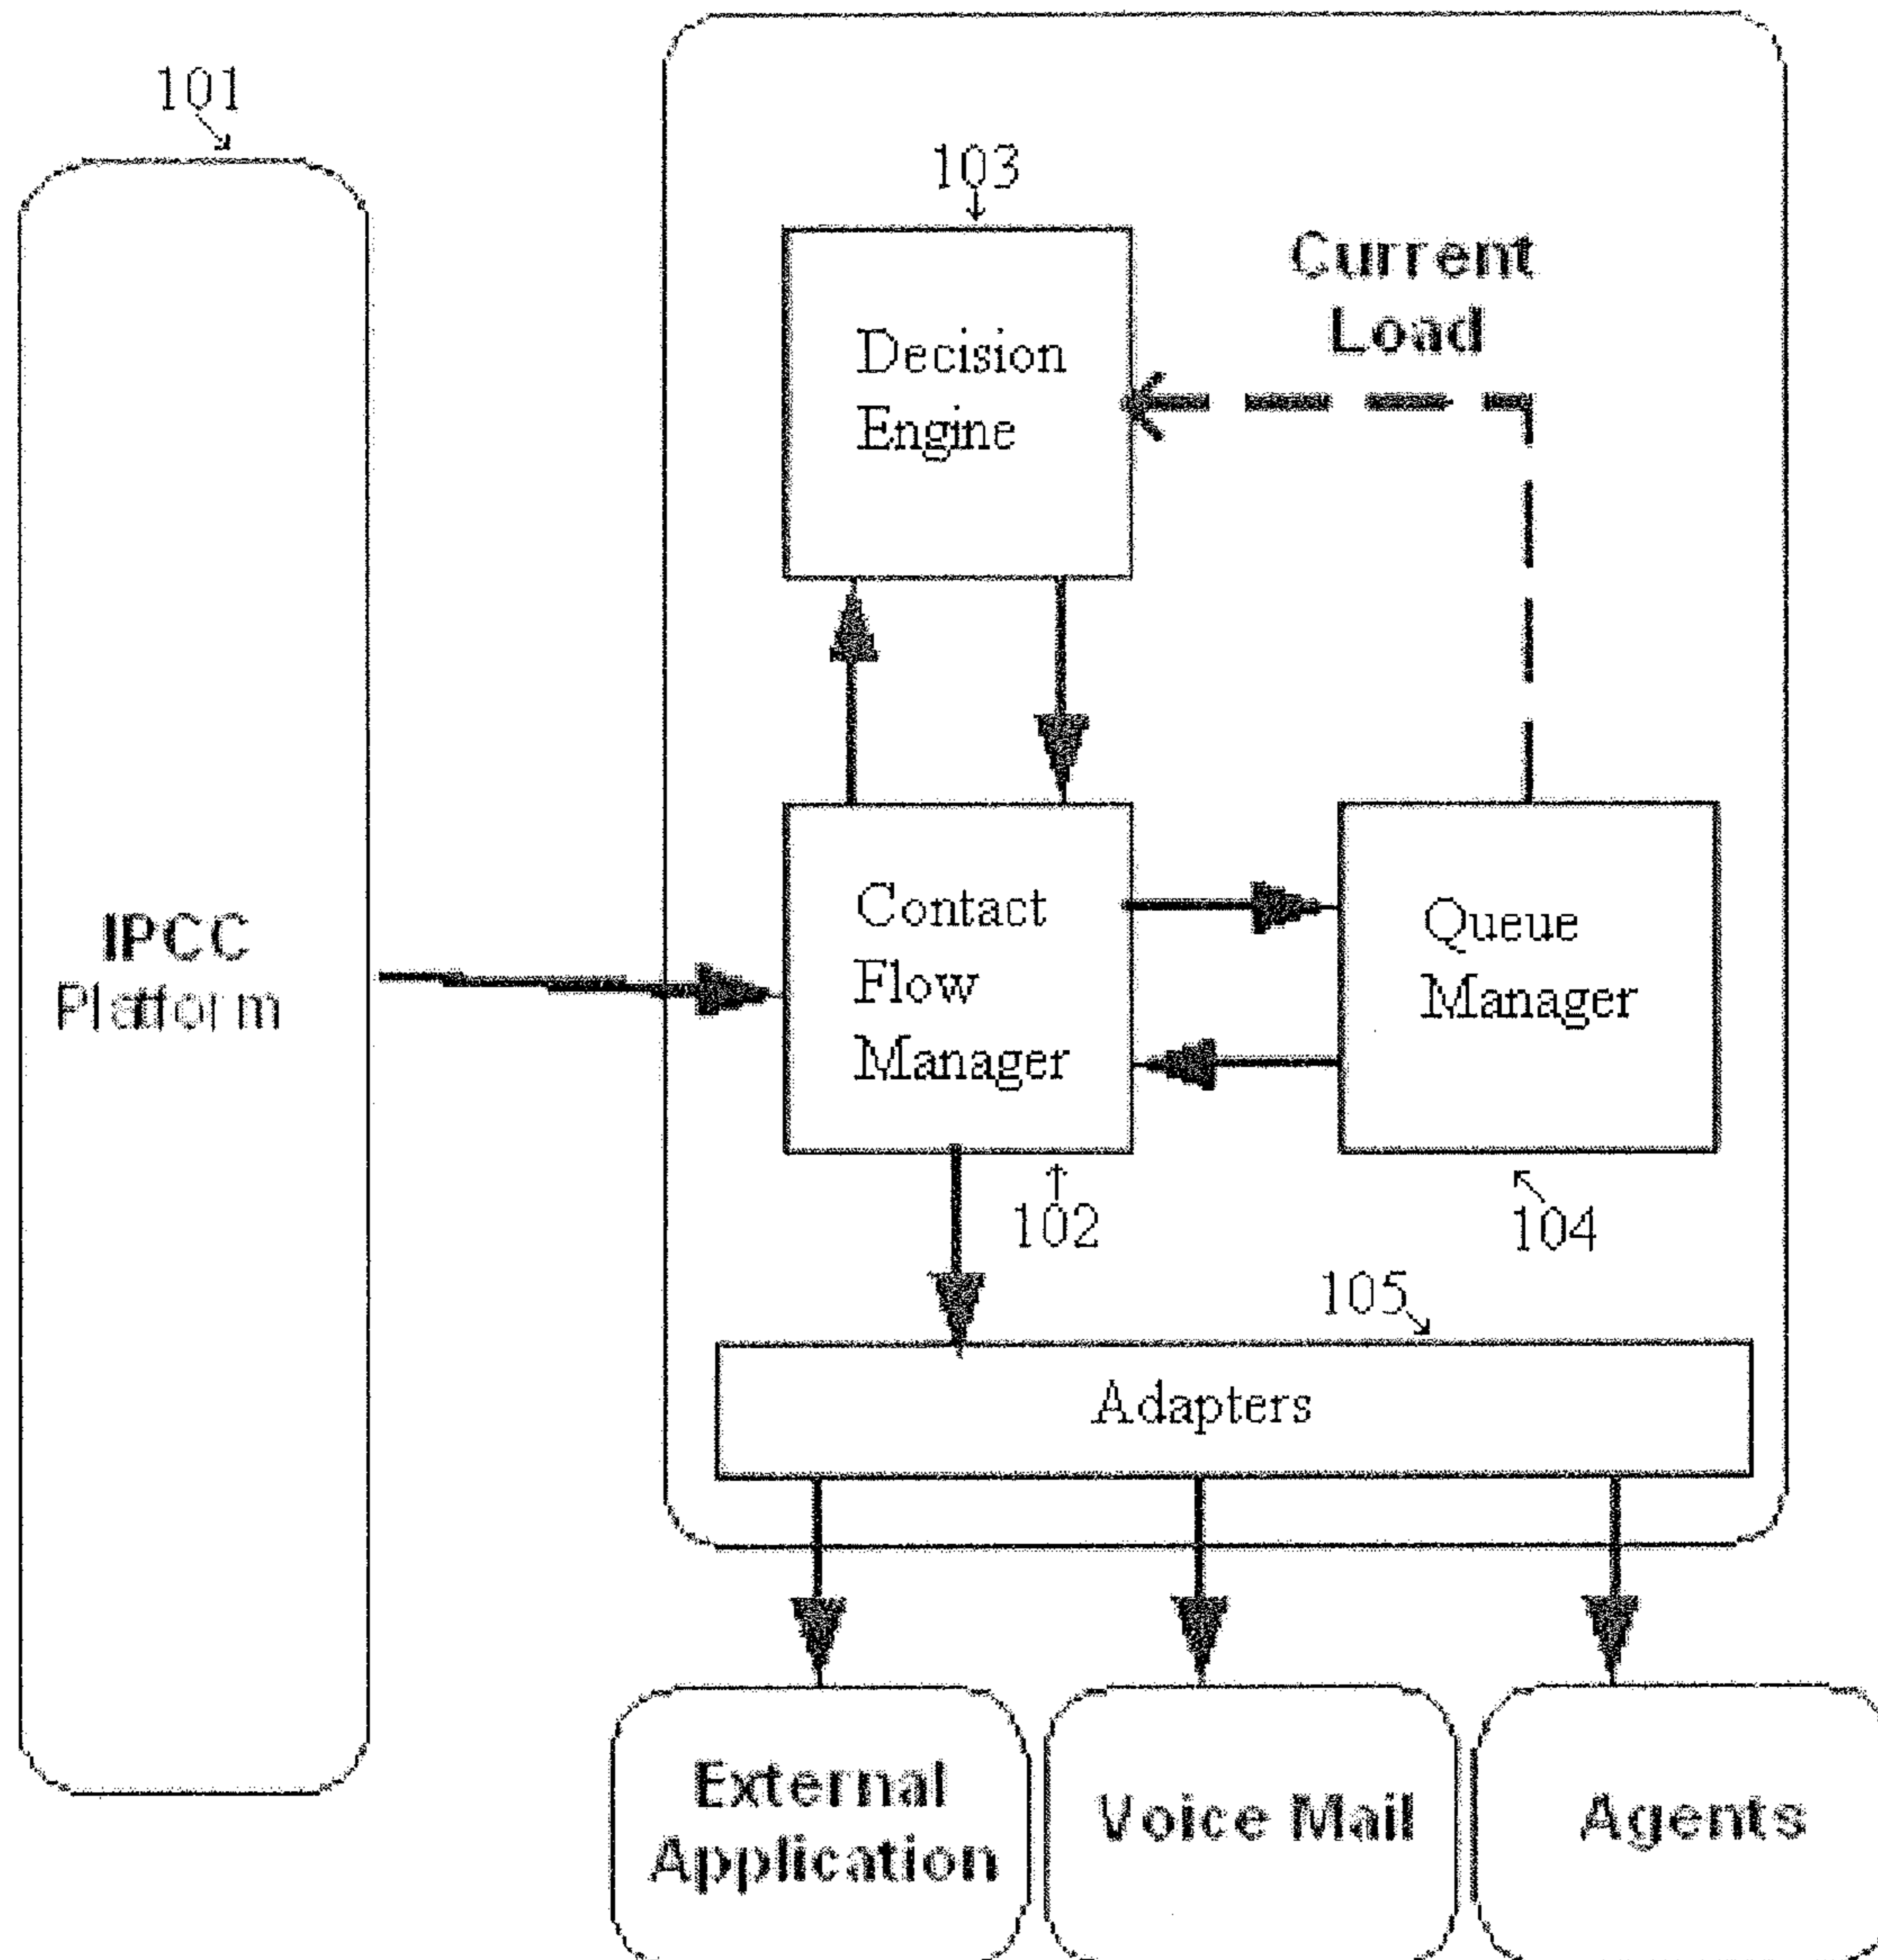 101
103
Current
Load
Decision
Engine
IPCC
Platform
Contact
Flow
Manager
Queue
Manager
102
104
105
Adapters
External
Application
Voice Mail
Agents